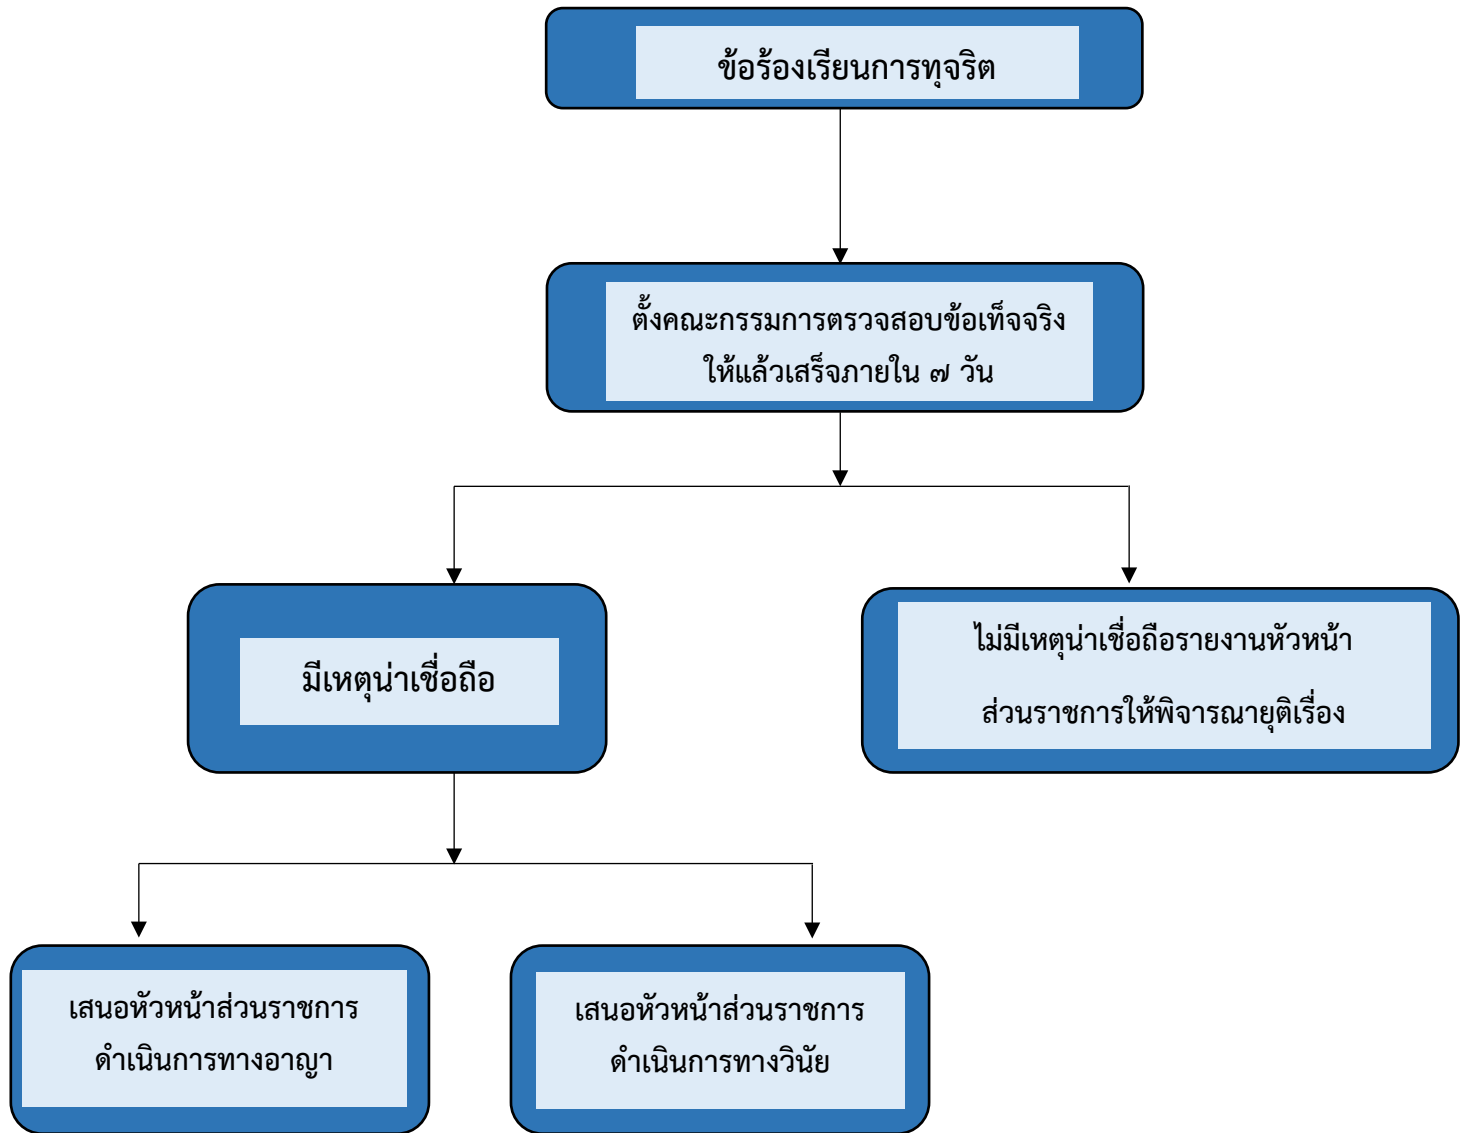 ข้อร้องเรียนการทุจริต
ตั้งคณะกรรมการตรวจสอบข้อเท็จจริง
ให้แล้วเสร็จภายใน ๗ วัน
มีเหตุน่าเชื่อถือ
ไม่มีเหตุน่าเชื่อถือรายงานหัวหน้า
ส่วนราชการให้พิจารณายุติเรื่อง
เสนอหัวหน้าส่วนราชการ
ดำเนินการทางอาญา
เสนอหัวหน้าส่วนราชการ
ดำเนินการทางวินัย